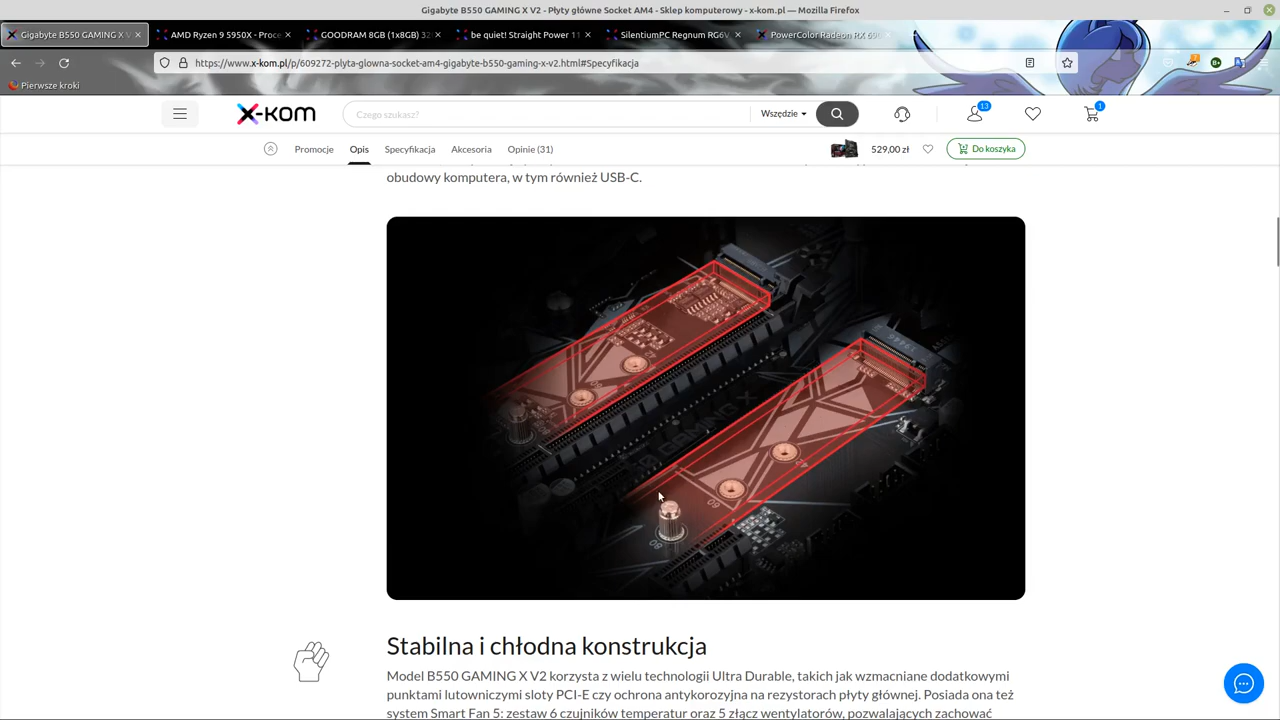 Gigabyte B550 GAMING X V2 - Płyty główne Socket AM4 - Sklep komputerowy - x-kom.pl — Mozilla Firefox
Gigabyte B550 GAMING X V
AMD Ryzen 9 5950X - Proce
GOODRAM 8GB (1x8GB) 32
be quiet! Straight Power 11
SilentiumPC Regnum RG6V
PowerColor Radeon RX 69
https://www.x-kom.pl/p/609272-plyta-glowna-socket-am4-gigabyte-b550-gaming-x-v2.html#Specyfikacja
Pierwsze kroki
x-kom
Czego szukasz?
Wszędzie
13
1
Promocje
Opis
Specyfikacja
Akcesoria
Opinie (31)
529,00 zł
Do koszyka
obudowy komputera, w tym również USB-C.
42
60
42
60
80
Stabilna i chłodna konstrukcja
Model B550 GAMING X V2 korzysta z wielu technologii Ultra Durable, takich jak wzmacniane dodatkowymi
punktami lutowniczymi sloty PCI-E czy ochrona antykorozyjna na rezystorach płyty głównej. Posiada ona też
system Smart Fan 5: zestaw 6 czujników temperatur oraz 5 złącz wentylatorów, pozwalających zachować